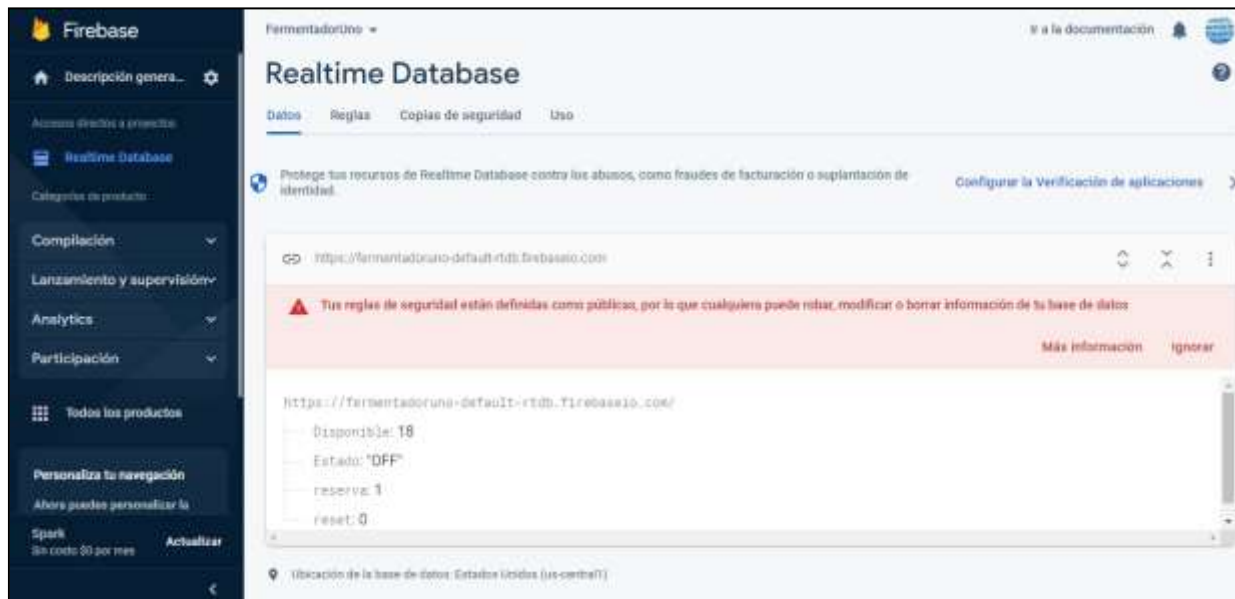 Firebase
Descripción genera...
Accesos directos a proyectos
Realtime Database
Categorías de producto
Compilación
Lanzamiento y supervisión
Analytics
Participación
Todos los productos
Personaliza tu navegación
Ahora puedes personalizar la
Spark
Sin costo $0 por mes
Actualizar
FermentadorUno
Ir a la documentación
Realtime Database
Datos Reglas Copias de seguridad Uso
Protege tus recursos de Realtime Database contra los abusos, como fraudes de facturación o suplantación de
identidad.
Configurar la Verificación de aplicaciones
https://fermentadoruno-default-rtdb.firebaseio.com
Tus reglas de seguridad están definidas como públicas, por lo que cualquiera puede robar, modificar o borrar información de tu base de datos
Más información Ignorar
https://fermentadoruno-default-rtdb.firebaseio.com/
Disponible: 18
Estado: "OFF"
reserva: 1
reset: 0
Ubicación de la base de datos: Estados Unidos (us-central1)